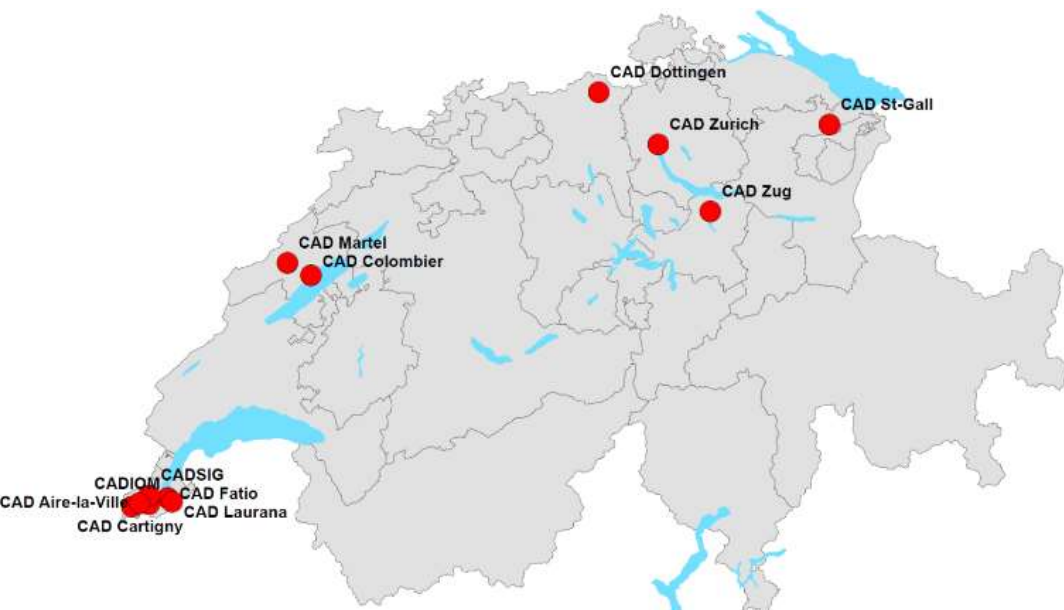 CAD Dottingen
CAD St-Gall
CAD Zurich
CAD Zug
CAD Martel
CAD Colombier
CADIOM
CADSIG
CAD Aire-la-Ville
CAD Fatio
CAD Laurana
CAD Cartigny